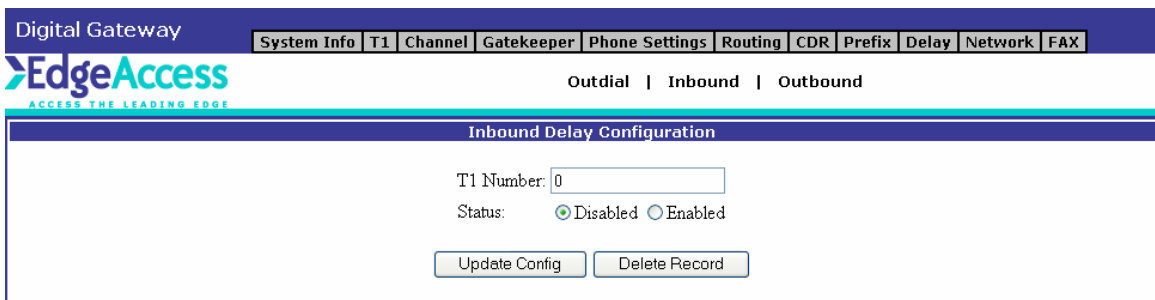 Digital Gateway
System Info T1 Channel Gatekeeper Phone Settings Routing CDR Prefix Delay Network FAX
EdgeAccess
ACCESS THE LEADING EDGE
Outdial | Inbound | Outbound
Inbound Delay Configuration
T1 Number: 0
Status: Disabled Enabled
Update Config Delete Record